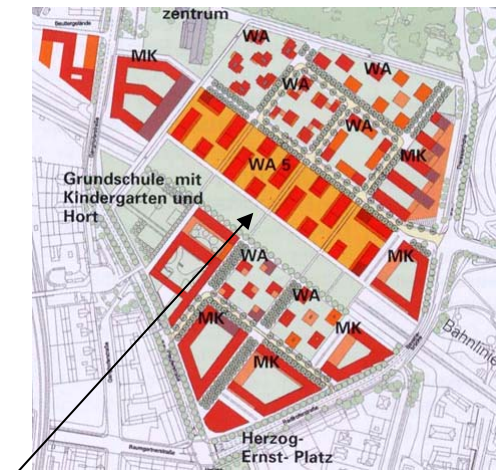 zentrum
WA
MK
WA
WA
WA
WA 5
MK
Grundschule mit
Kindergarten und
Hort
WA
MK
WA
MK
MK
MK
Bahnlinie
Herzog-
Ernst- Platz